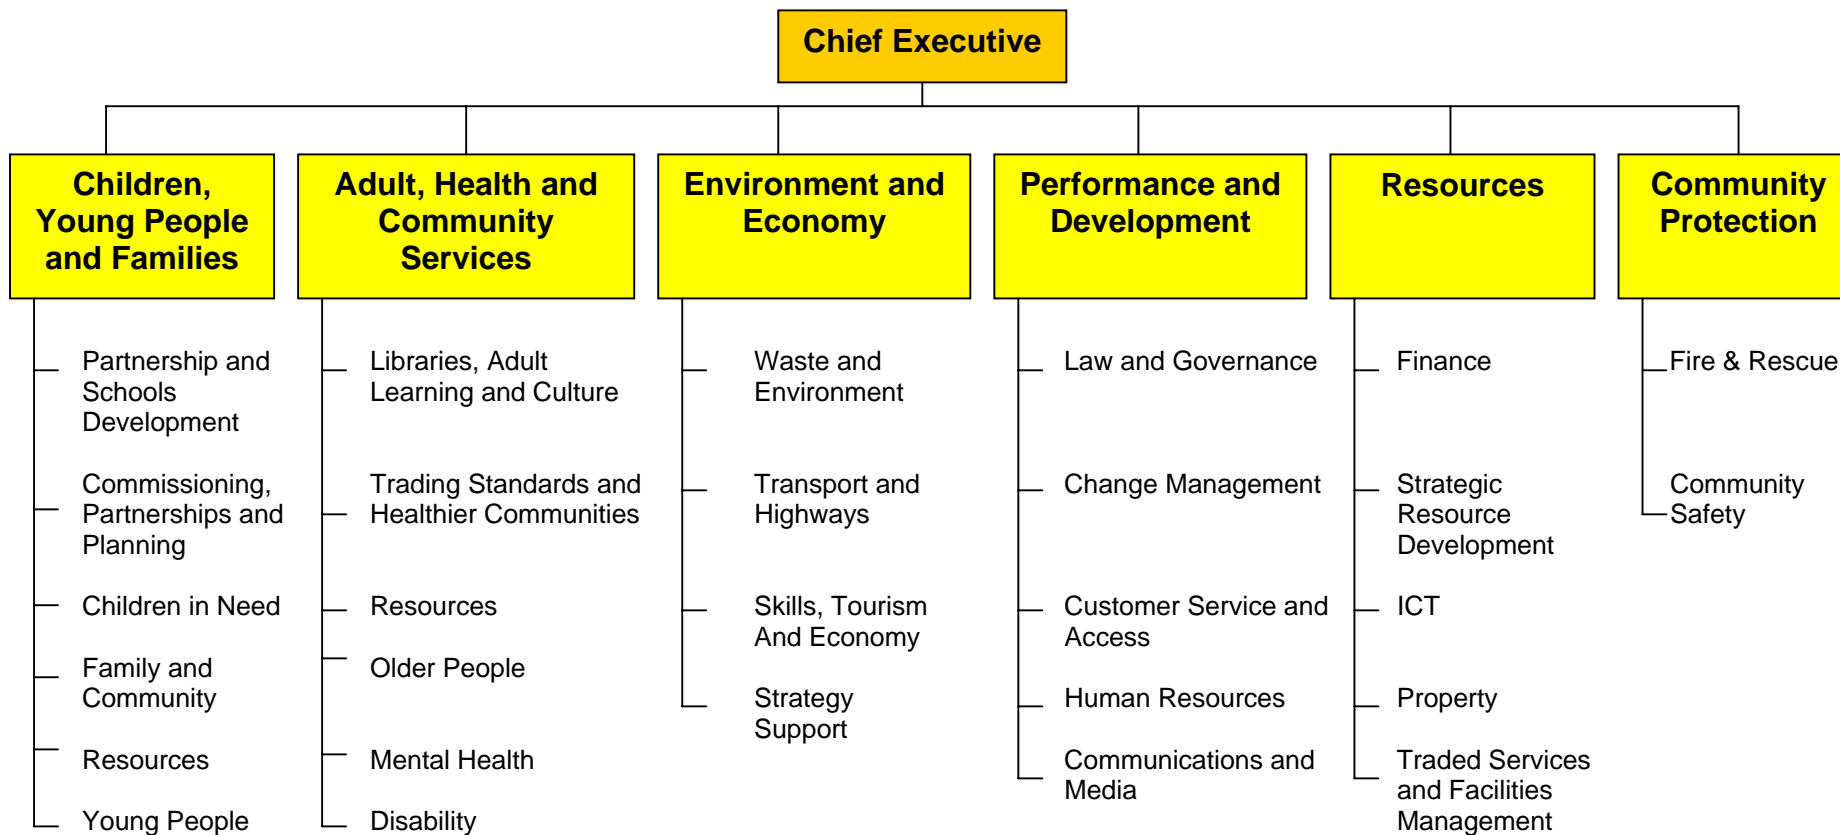 Chief Executive
Children,
Young People
and Families
Adult, Health and
Community
Services
Environment and
Economy
Performance and
Development
Resources
Community
Protection
Partnership and
Schools
Development
Commissioning,
Partnerships and
Planning
Children in Need
Family and
Community
Resources
Young People
Libraries, Adult
Learning and Culture
Trading Standards and
Healthier Communities
Resources
Older People
Mental Health
Disability
Waste and
Environment
Transport and
Highways
Skills, Tourism
And Economy
Strategy
Support
Law and Governance
Change Management
Customer Service and
Access
Human Resources
Communications and
Media
Finance
Strategic
Resource
Development
ICT
Property
Traded Services
and Facilities
Management
Fire & Rescue
Community
Safety